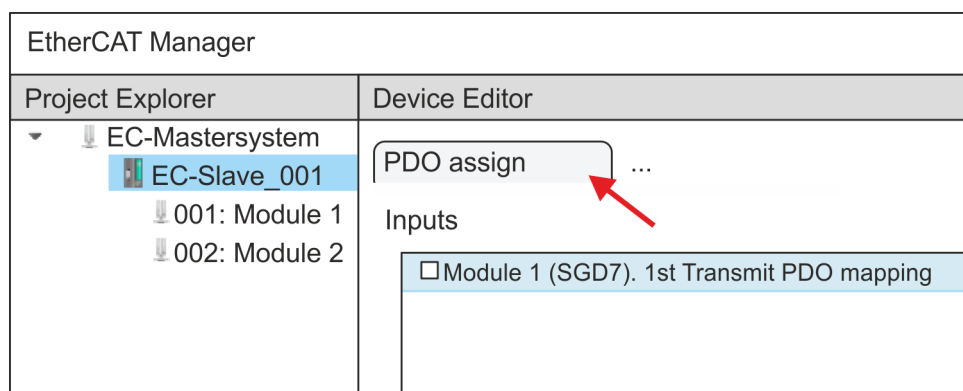 EtherCAT Manager
Project Explorer
Device Editor
EC-Mastersystem
EC-Slave_001
001: Module 1
002: Module 2
PDO assign
...
Inputs
Module 1 (SGD7). 1st Transmit PDO mapping